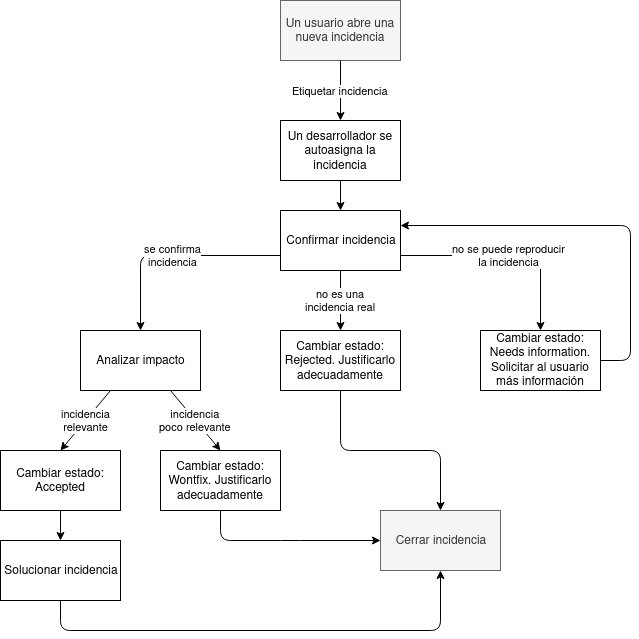 Un usuario abre una
nueva incidencia
Etiquetar incidencia
Un desarrollador se
autoasigna la
incidencia
Confirmar incidencia
se confirma
incidencia
no es una
incidencia real
no se puede reproducir
la incidencia
Analizar impacto
Cambiar estado:
Rejected. Justificarlo
adecuadamente
Cambiar estado:
Needs information.
Solicitar al usuario
más información
incidencia
relevante
incidencia
poco relevante
Cambiar estado:
Accepted
Cambiar estado:
Wontfix. Justificarlo
adecuadamente
Cerrar incidencia
Solucionar incidencia